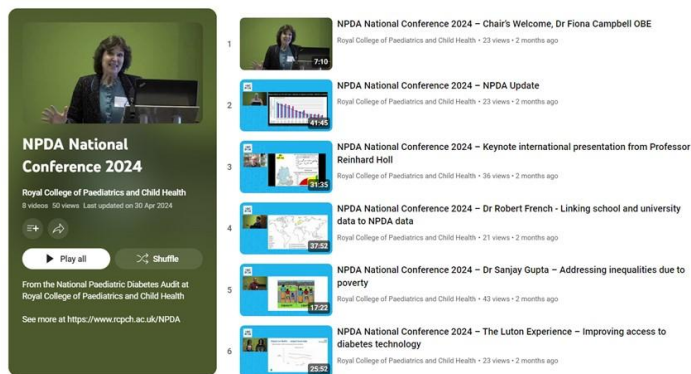 NPDA National
Conference 2024
Royal College of Paediatrics and Child Health
8 videos 50 views Last updated on 30 Apr 2024
Play all
Shuffle
From the National Paediatric Diabetes Audit at
Royal College of Paediatrics and Child Health
See more at https://www.rcpch.ac.uk/NPDA
1
7:10
NPDA National Conference 2024 – Chair's Welcome, Dr Fiona Campbell OBE
Royal College of Paediatrics and Child Health • 23 views • 2 months ago
2
41:45
NPDA National Conference 2024 – NPDA Update
Royal College of Paediatrics and Child Health • 23 views • 2 months ago
3
31:35
NPDA National Conference 2024 – Keynote international presentation from Professor
Reinhard Holl
Royal College of Paediatrics and Child Health • 36 views • 2 months ago
4
37:52
NPDA National Conference 2024 – Dr Robert French - Linking school and university
data to NPDA data
Royal College of Paediatrics and Child Health • 21 views • 2 months ago
5
17:22
NPDA National Conference 2024 – Dr Sanjay Gupta – Addressing inequalities due to
poverty
Royal College of Paediatrics and Child Health • 43 views • 2 months ago
6
25:52
NPDA National Conference 2024 – The Luton Experience – Improving access to
diabetes technology
Royal College of Paediatrics and Child Health • 23 views • 2 months ago